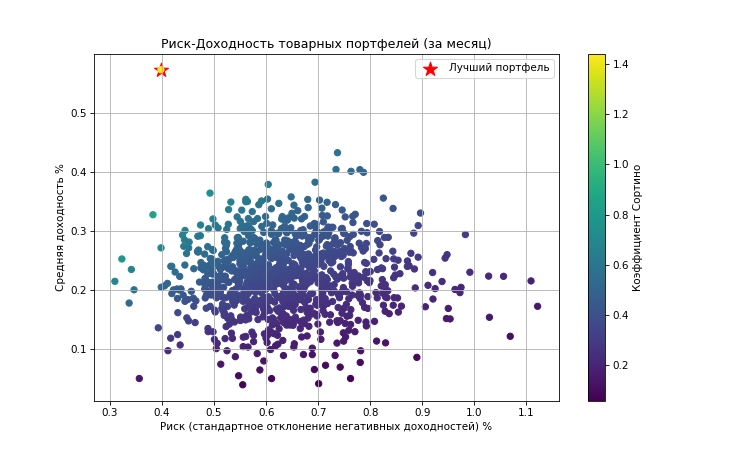 Риск-Доходность товарных портфелей (за месяц)
Лучший портфель
Средняя доходность %
0.5
0.4
0.3
0.2
0.1
0.3 0.4 0.5 0.6 0.7 0.8 0.9 1.0 1.1
Риск (стандартное отклонение негативных доходностей) %
1.4
1.2
1.0
0.8
0.6
0.4
0.2
Коэффициент Сортино